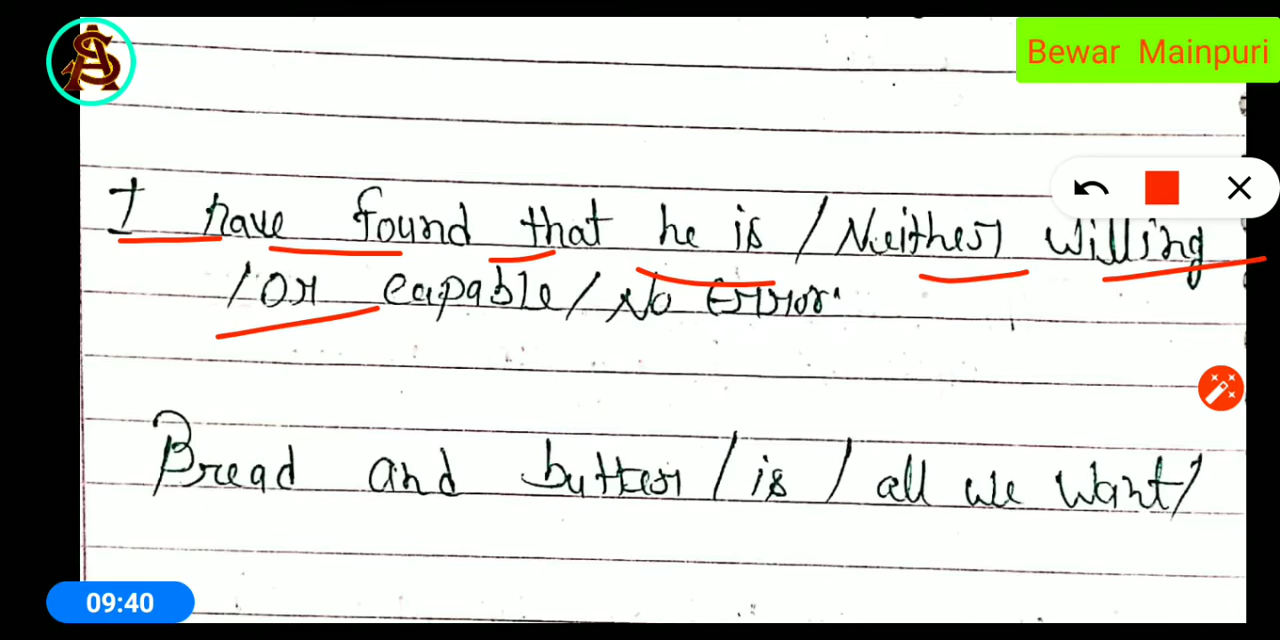 Bewar Mainpuri
I have found that he is / Neither willing
/ or capable / No Error.
Bread and butter / is / all we want /
09:40